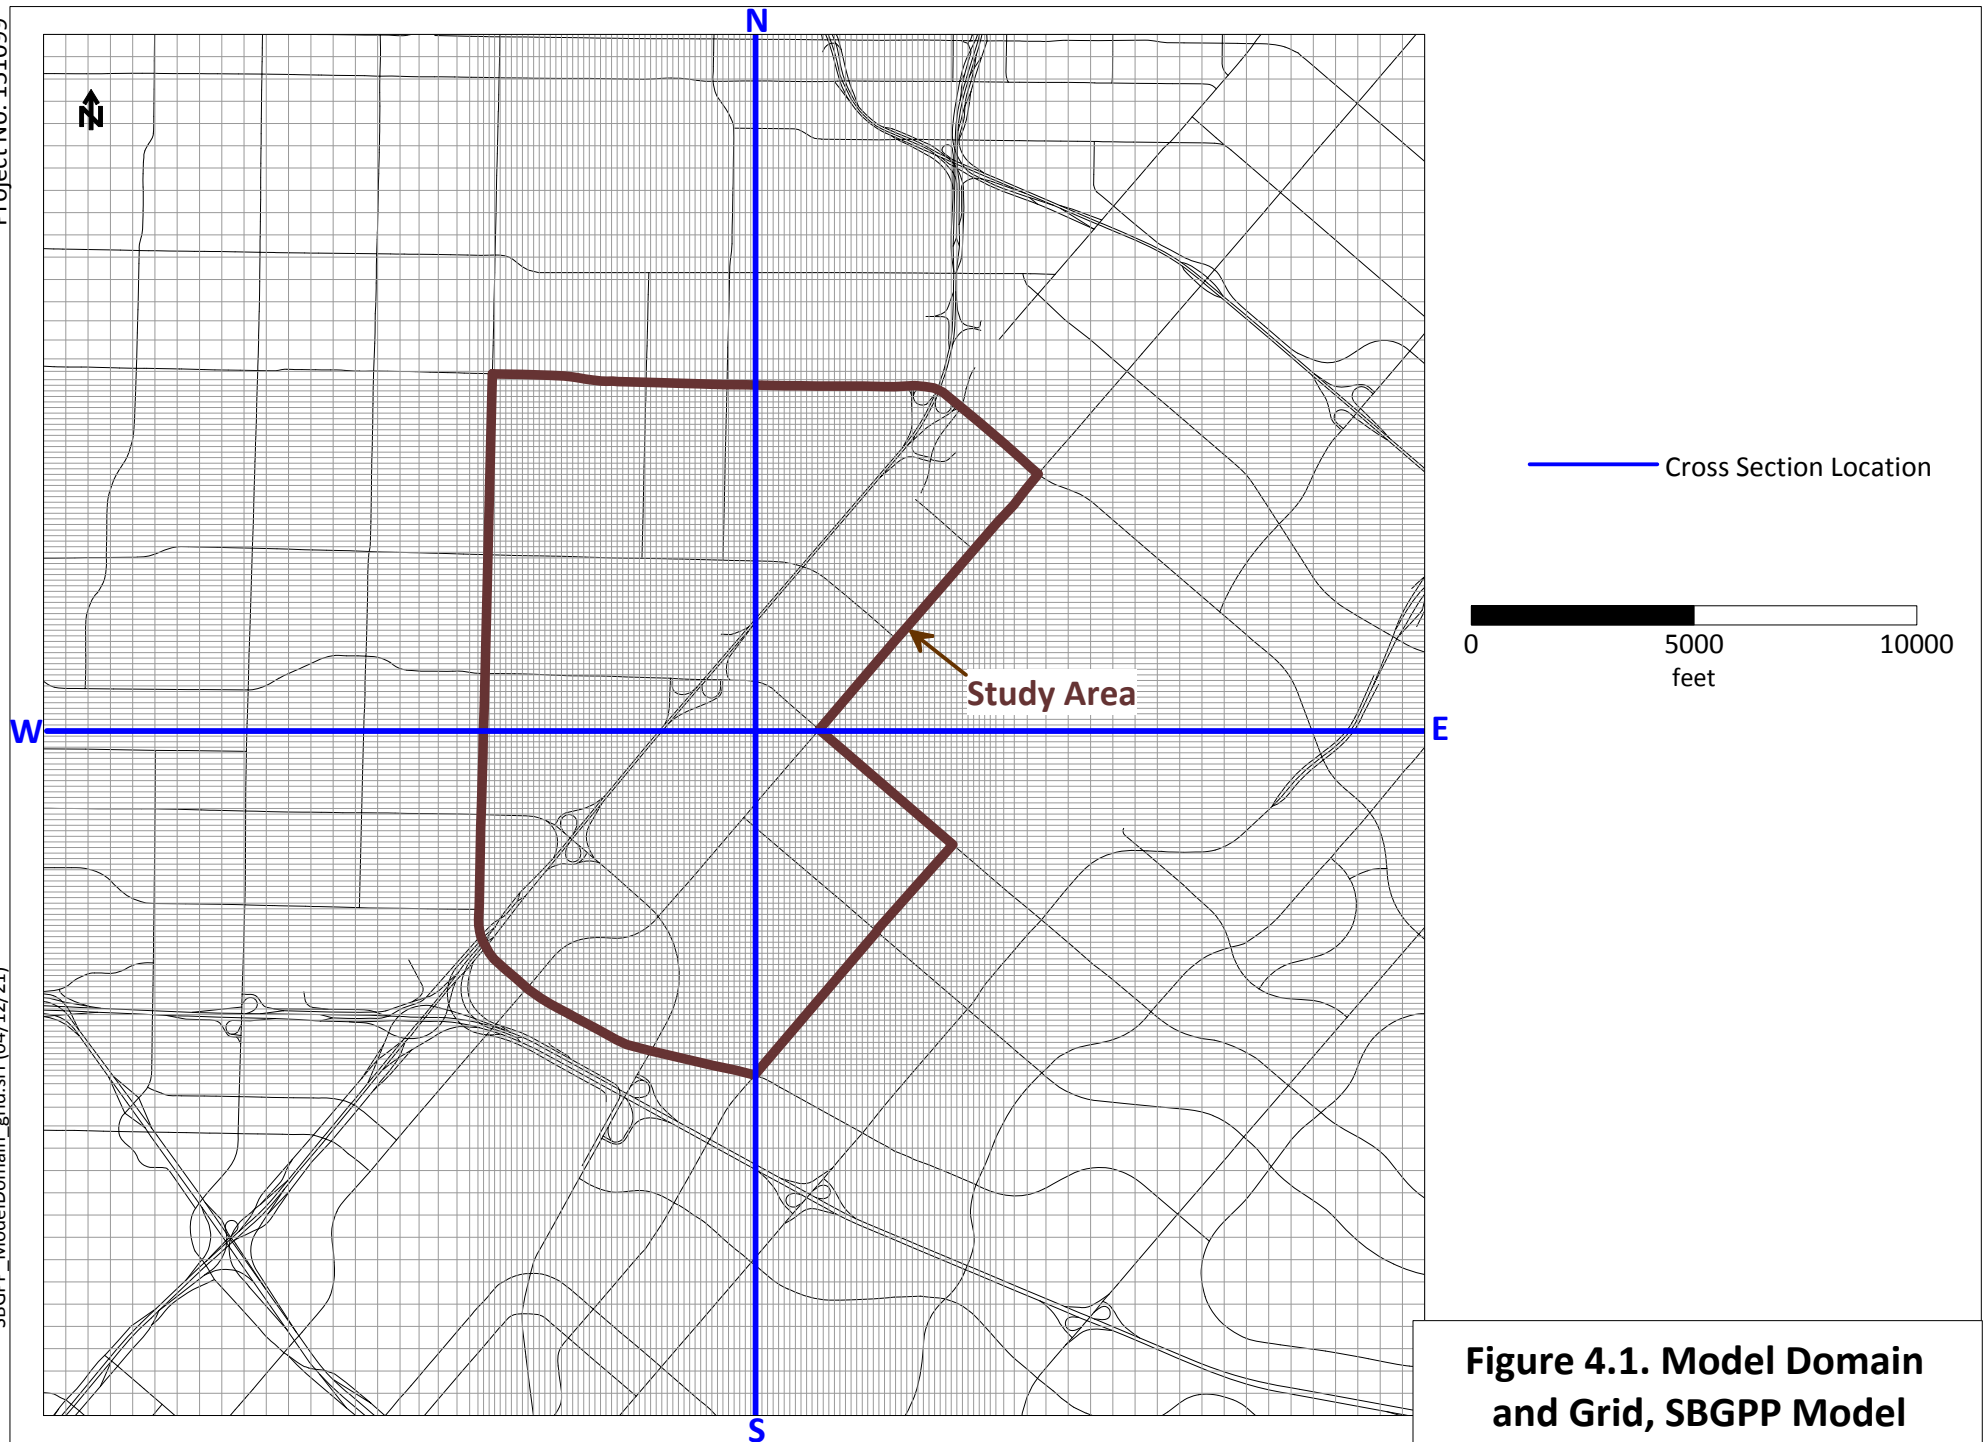 N
N
Cross Section Location
0 5000 10000
feet
Study Area
W
E
S
Figure 4.1. Model Domain
and Grid, SBGPP Model